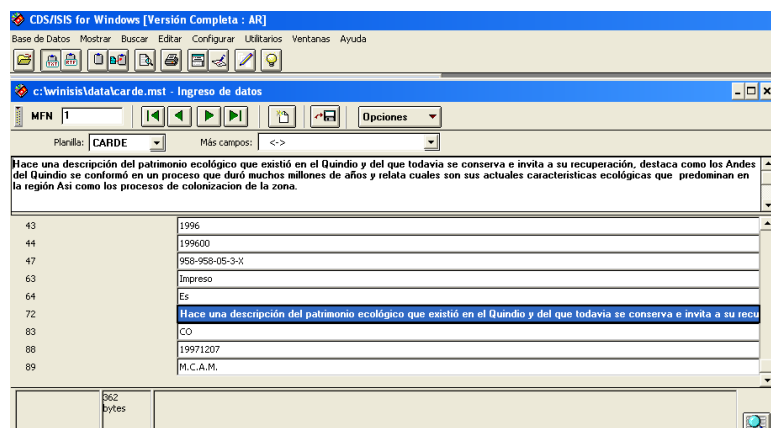 CDS/ISIS for Windows [Versión Completa : AR]
Base de Datos Mostrar Buscar Editar Configurar Utilitarios Ventanas Ayuda
c:\winisis\data\carde.mst - Ingreso de datos
MFN 1 Opciones
Planilla: CARDE Más campos: <->
Hace una descripción del patrimonio ecológico que existió en el Quindio y del que todavia se conserva e invita a su recuperación, destaca como los Andes
del Quindio se conformó en un proceso que duró muchos millones de años y relata cuales son sus actuales caracteristicas ecológicas que predominan en
la región Asi como los procesos de colonizacion de la zona.
43 1996
44 199600
47 958-958-05-3-X
63 Impreso
64 Es
72 Hace una descripción del patrimonio ecológico que existió en el Quindio y del que todavia se conserva e invita a su recu
83 CO
88 19971207
89 M.C.A.M.
362
bytes